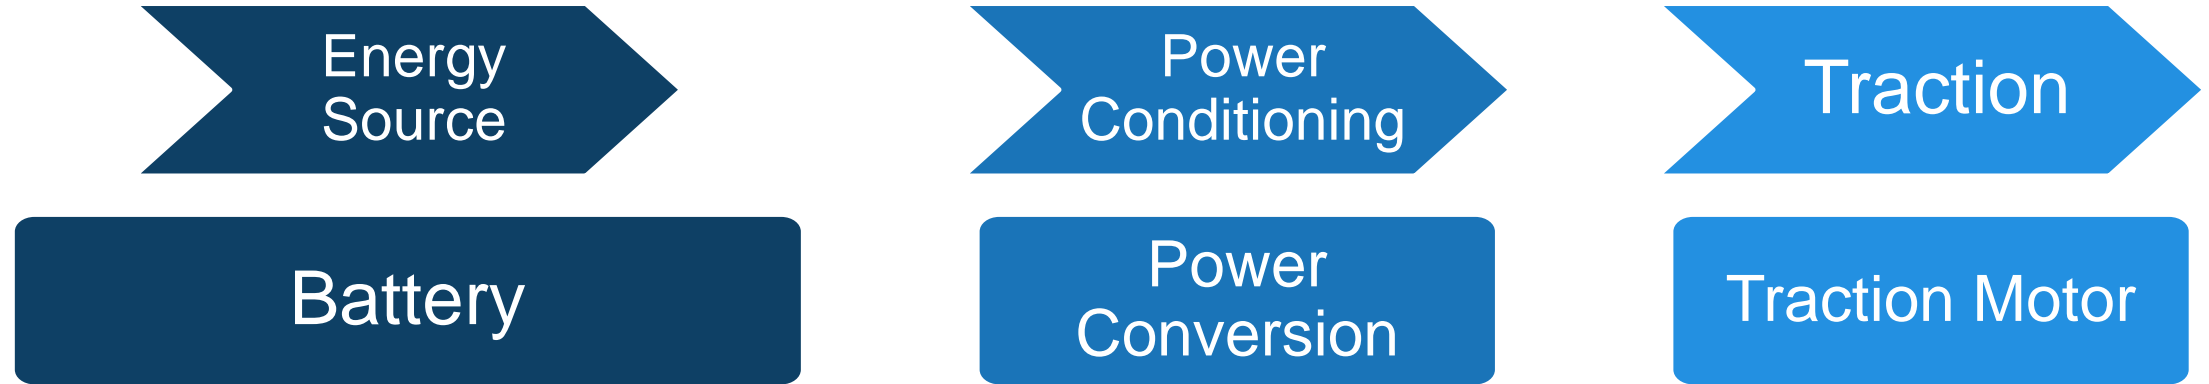 Energy
Source
Power
Conditioning
Traction
Battery
Power
Conversion
Traction Motor